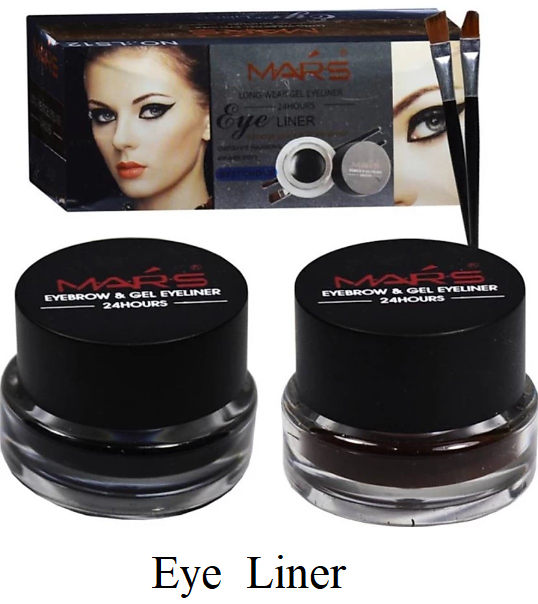 MARS
LONG-WEAR GEL EYELINER
24HOURS
Eye LINER
MARS
MARS®
EYEBROW & GEL EYELINER
24HOURS
MARS®
EYEBROW & GEL EYELINER
24HOURS
Eye Liner